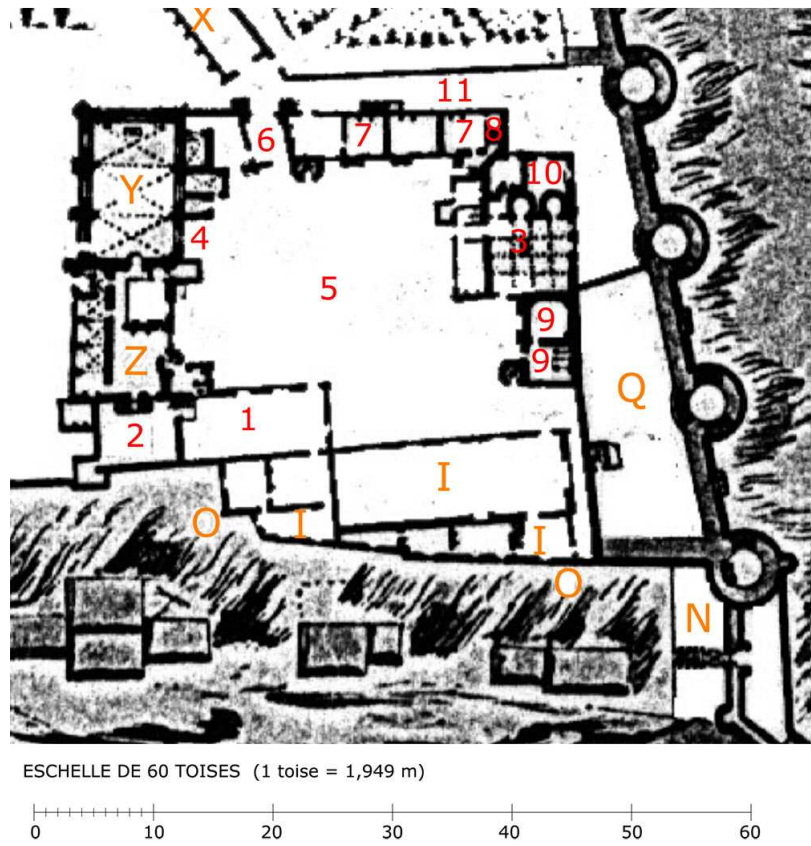 X
11
6
7
7
8
10
Y
4
3
5
9
Z
9
Q
1
2
I
O
I
I
O
N
ESCHELLE DE 60 TOISES (1 toise = 1,949 m)
0 10 20 30 40 50 60